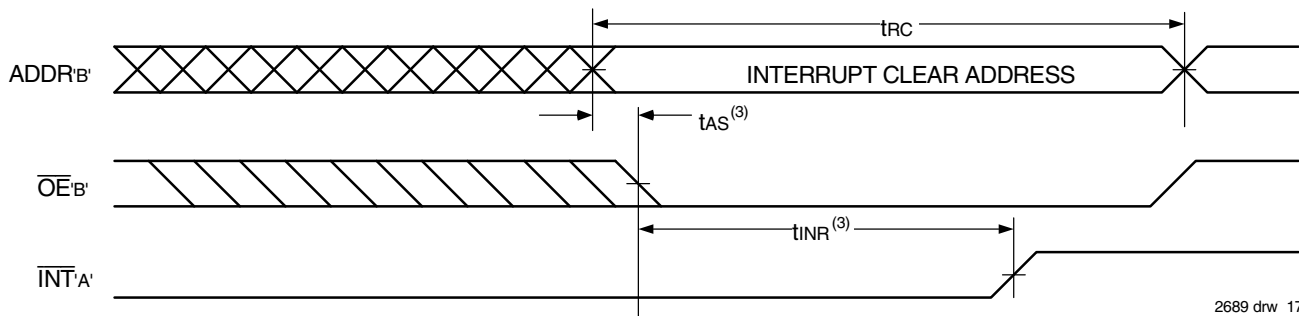 tRC
ADDR'B'
INTERRUPT CLEAR ADDRESS
tAS(3)
OE'B'
tINR(3)
INT'A'
2689 drw 17